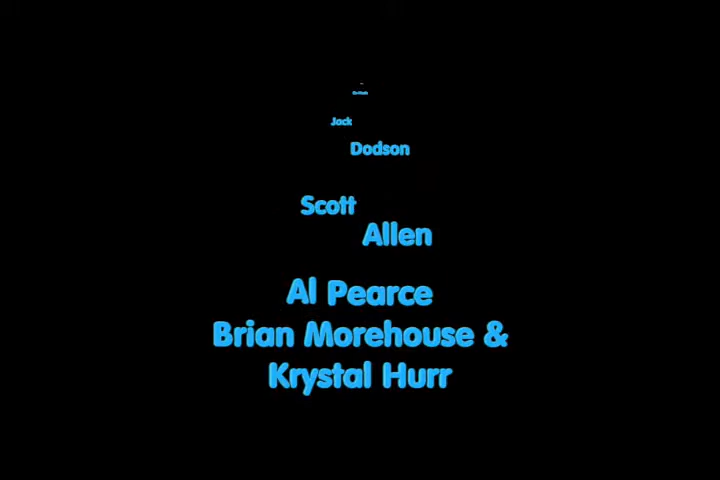 Jack
Dodson
Scott
Allen
Al Pearce
Brian Morehouse &
Krystal Hurr